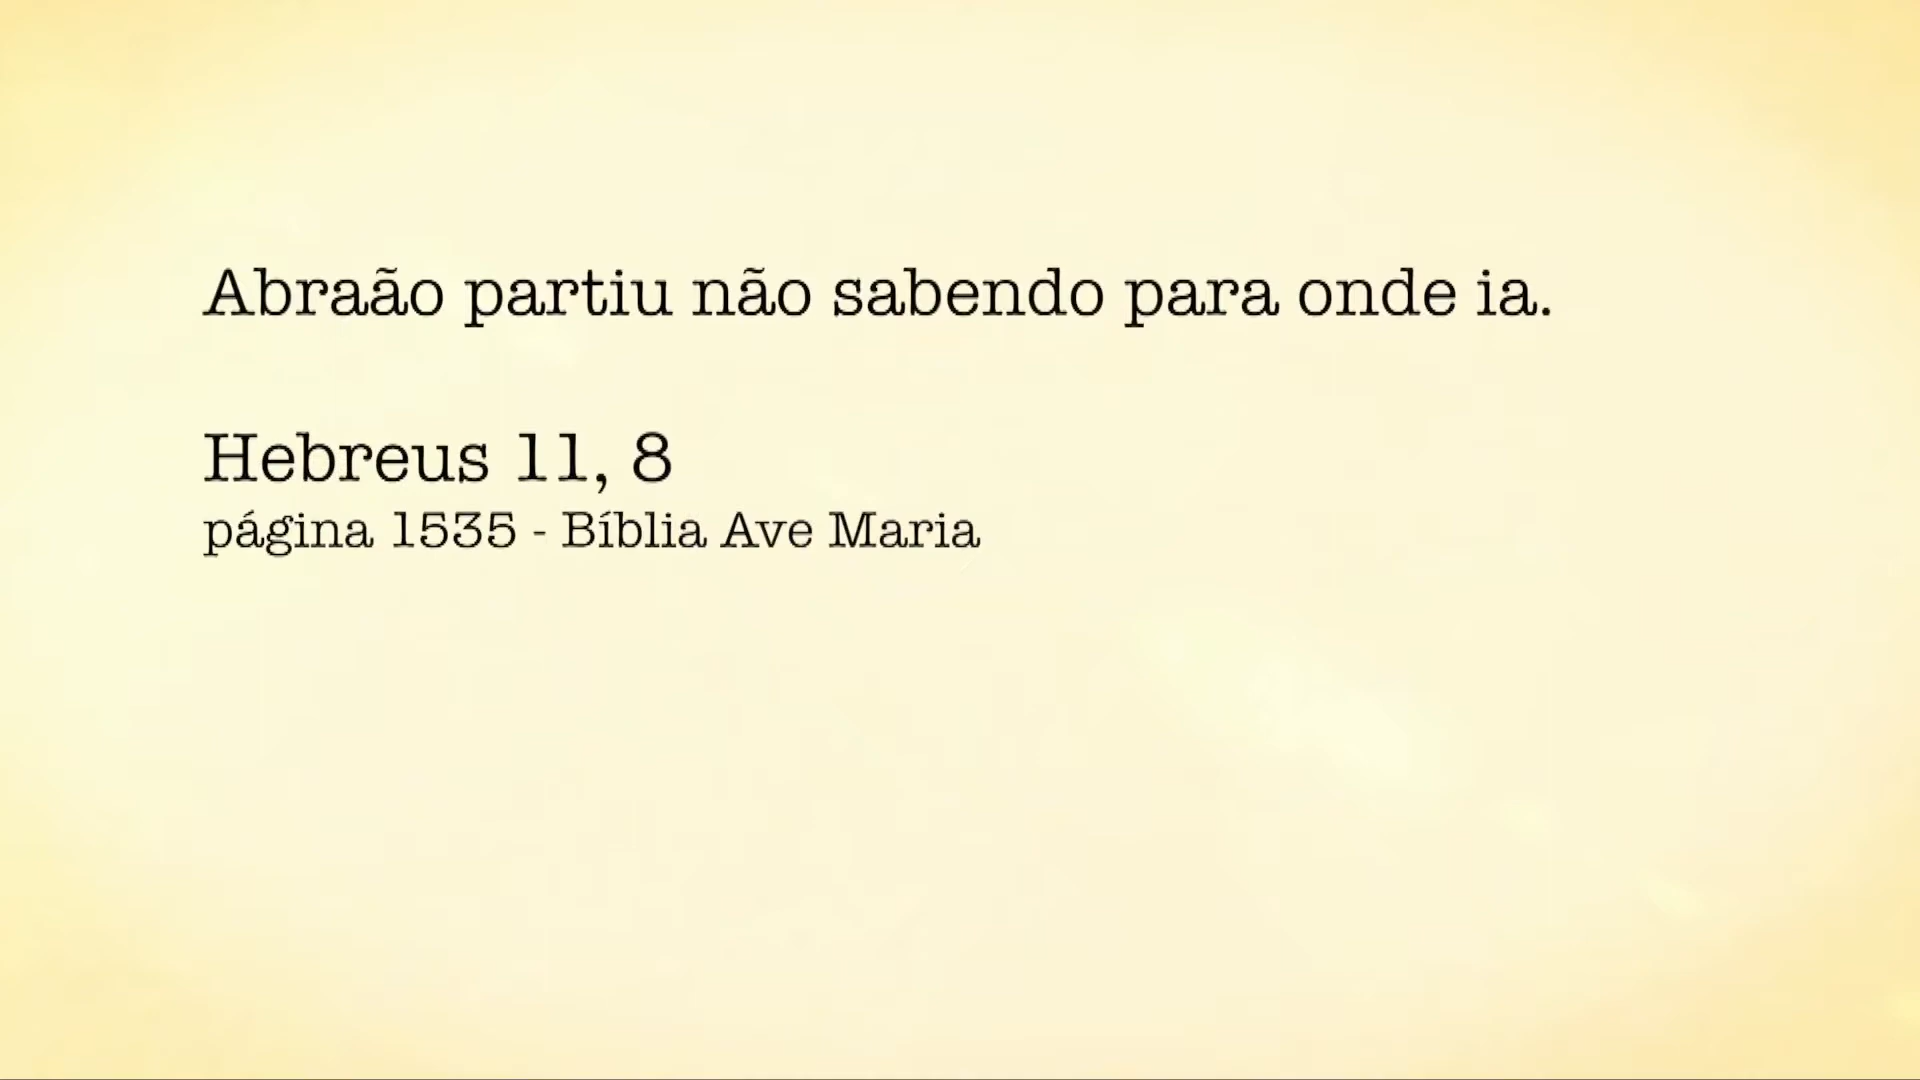 Abraão partiu não sabendo para onde ia.
Hebreus 11, 8
página 1535 - Bíblia Ave Maria